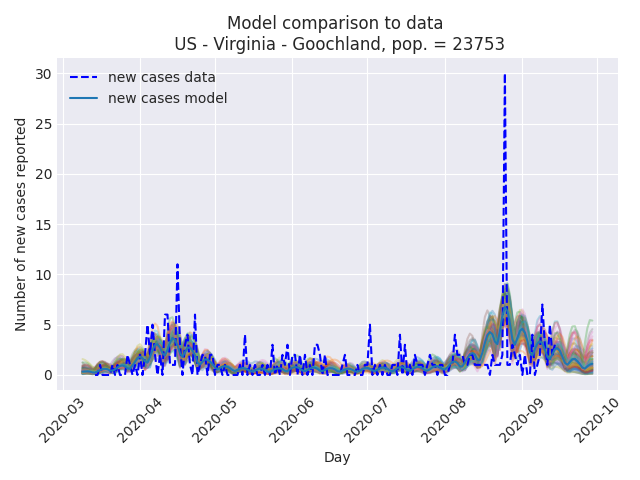 Model comparison to data
US - Virginia - Goochland, pop. = 23753
new cases data
new cases model
Number of new cases reported
30
25
20
15
10
5
0
2020-03
2020-04
2020-05
2020-06
2020-07
2020-08
2020-09
2020-10
Day